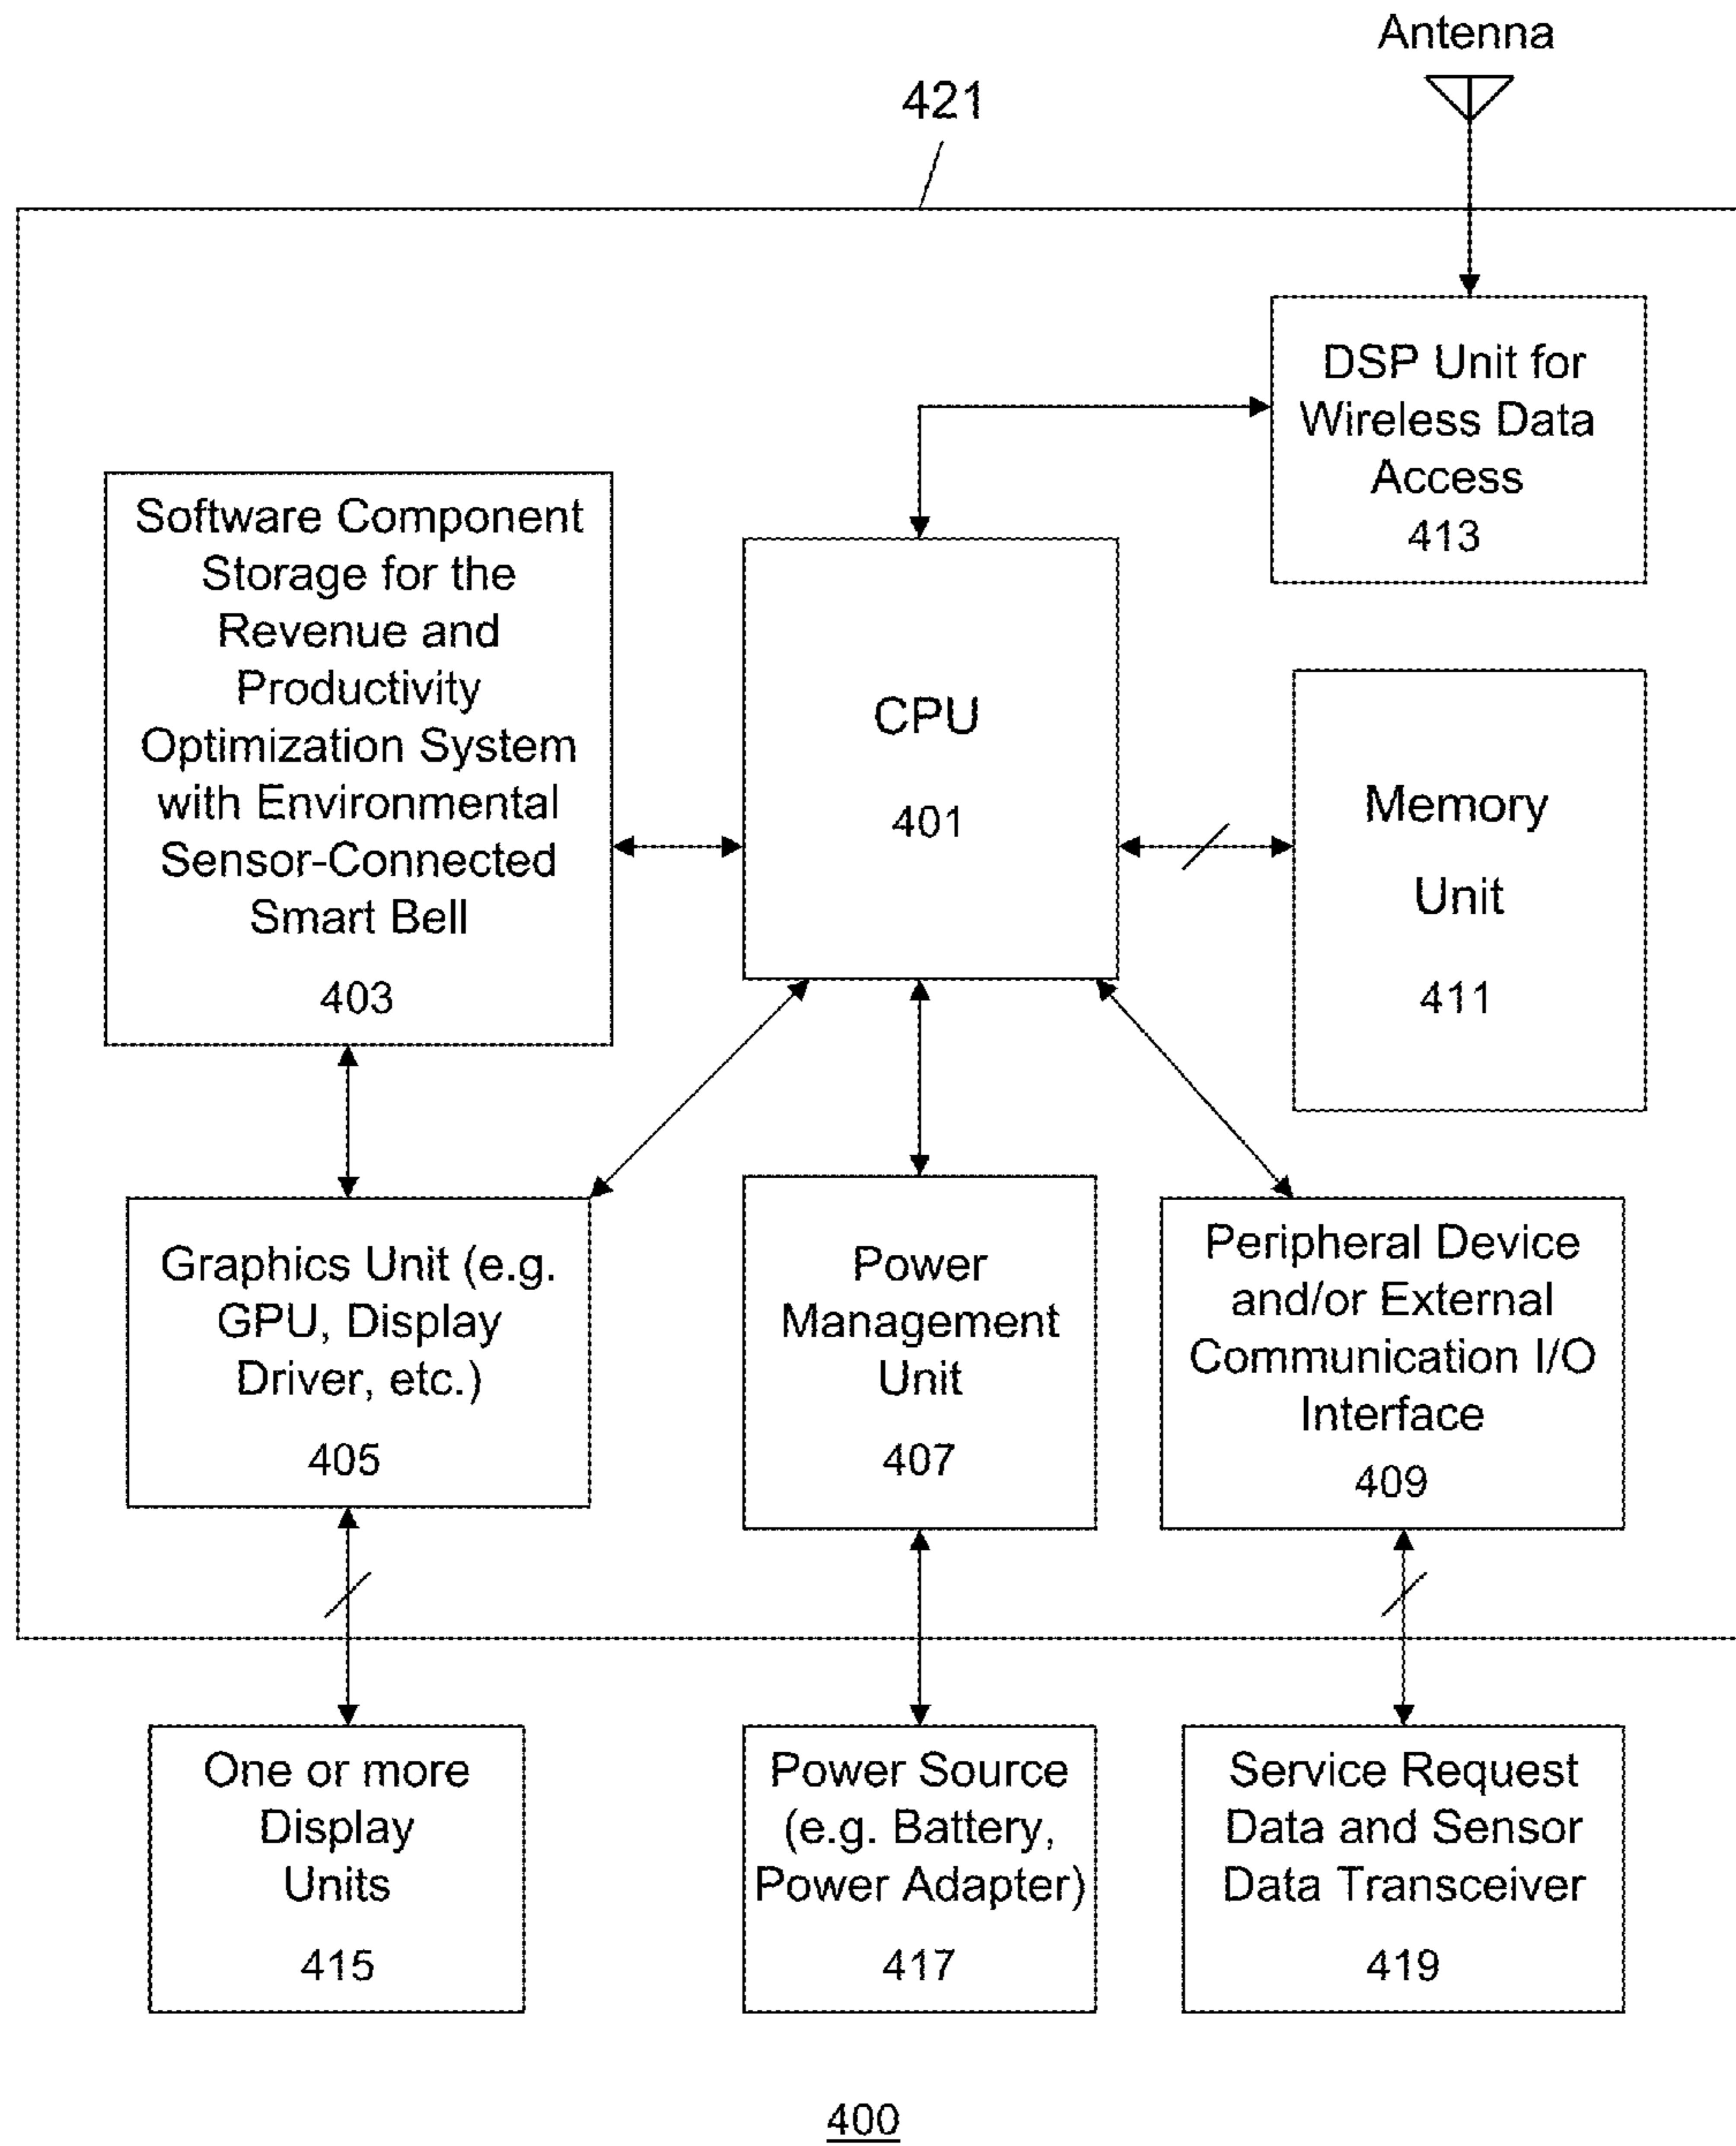 Antenna
421
DSP Unit for
Wireless Data
Access
413
Software Component
Storage for the
Revenue and
Productivity
Optimization System
with Environmental
Sensor-Connected
Smart Bell
403
CPU
401
Memory
Unit
411
Graphics Unit (e.g.
GPU, Display
Driver, etc.)
405
Power
Management
Unit
407
Peripheral Device
and/or External
Communication I/O
Interface
409
One or more
Display
Units
415
Power Source
(e.g. Battery,
Power Adapter)
417
Service Request
Data and Sensor
Data Transceiver
419
400